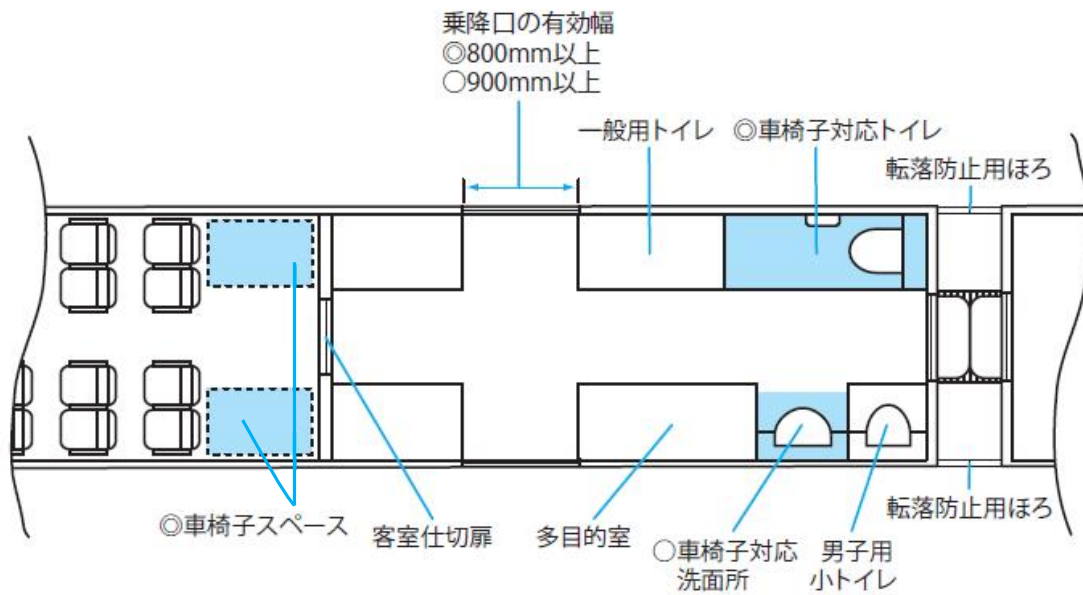 乗降口の有効幅
◎800mm以上
○900mm以上
一般用トイレ
◎車椅子対応トイレ
転落防止用ほろ
◎車椅子スペース
客室仕切扉
多目的室
○車椅子対応
洗面所
男子用
小トイレ
転落防止用ほろ